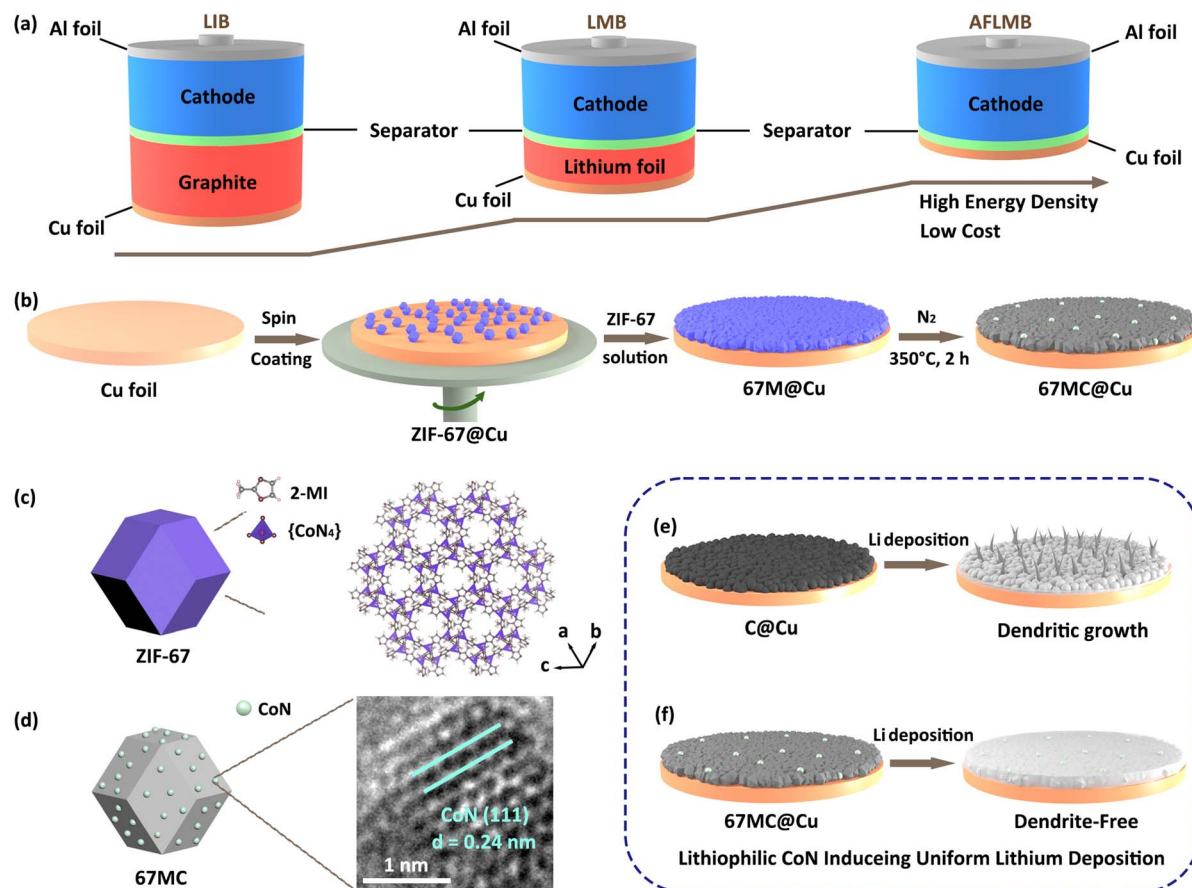 (a)
LIB
LMB
AFLMB
Al foil
Al foil
Al foil
Cathode
Cathode
Cathode
Separator
Separator
Graphite
Lithium foil
Cu foil
Cu foil
Cu foil
High Energy Density
Low Cost
(b)
Cu foil
Spin
Coating
ZIF-67@Cu
ZIF-67
solution
67M@Cu
N₂
350°C, 2 h
67MC@Cu
(c)
2-MI
{CoN₄}
ZIF-67
a
b
c
(d)
CoN
67MC
CoN (111)
d = 0.24 nm
1 nm
(e)
C@Cu
Li deposition
Dendritic growth
(f)
67MC@Cu
Li deposition
Dendrite-Free
Lithiophilic CoN Induceing Uniform Lithium Deposition